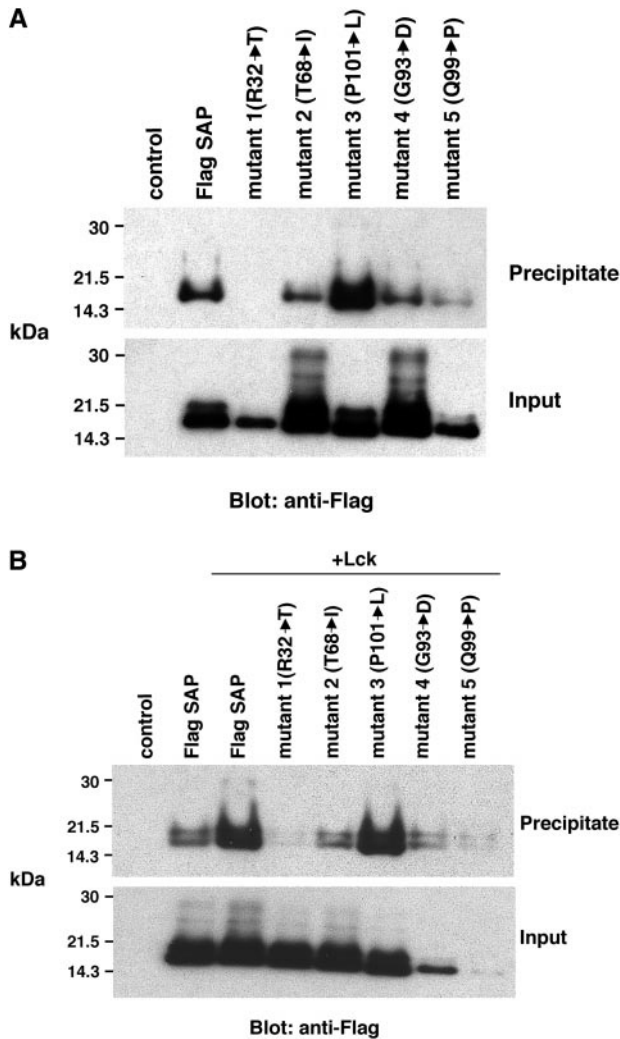 A
control
Flag SAP
mutant 1(R32→T)
mutant 2 (T68→I)
mutant 3 (P101→L)
mutant 4 (G93→D)
mutant 5 (Q99→P)
30
21.5
14.3
Precipitate
kDa
30
21.5
14.3
Input
Blot: anti-Flag
B
+Lck
control
Flag SAP
Flag SAP
mutant 1(R32→T)
mutant 2 (T68→I)
mutant 3 (P101→L)
mutant 4 (G93→D)
mutant 5 (Q99→P)
30
21.5
14.3
Precipitate
kDa
30
21.5
14.3
Input
Blot: anti-Flag